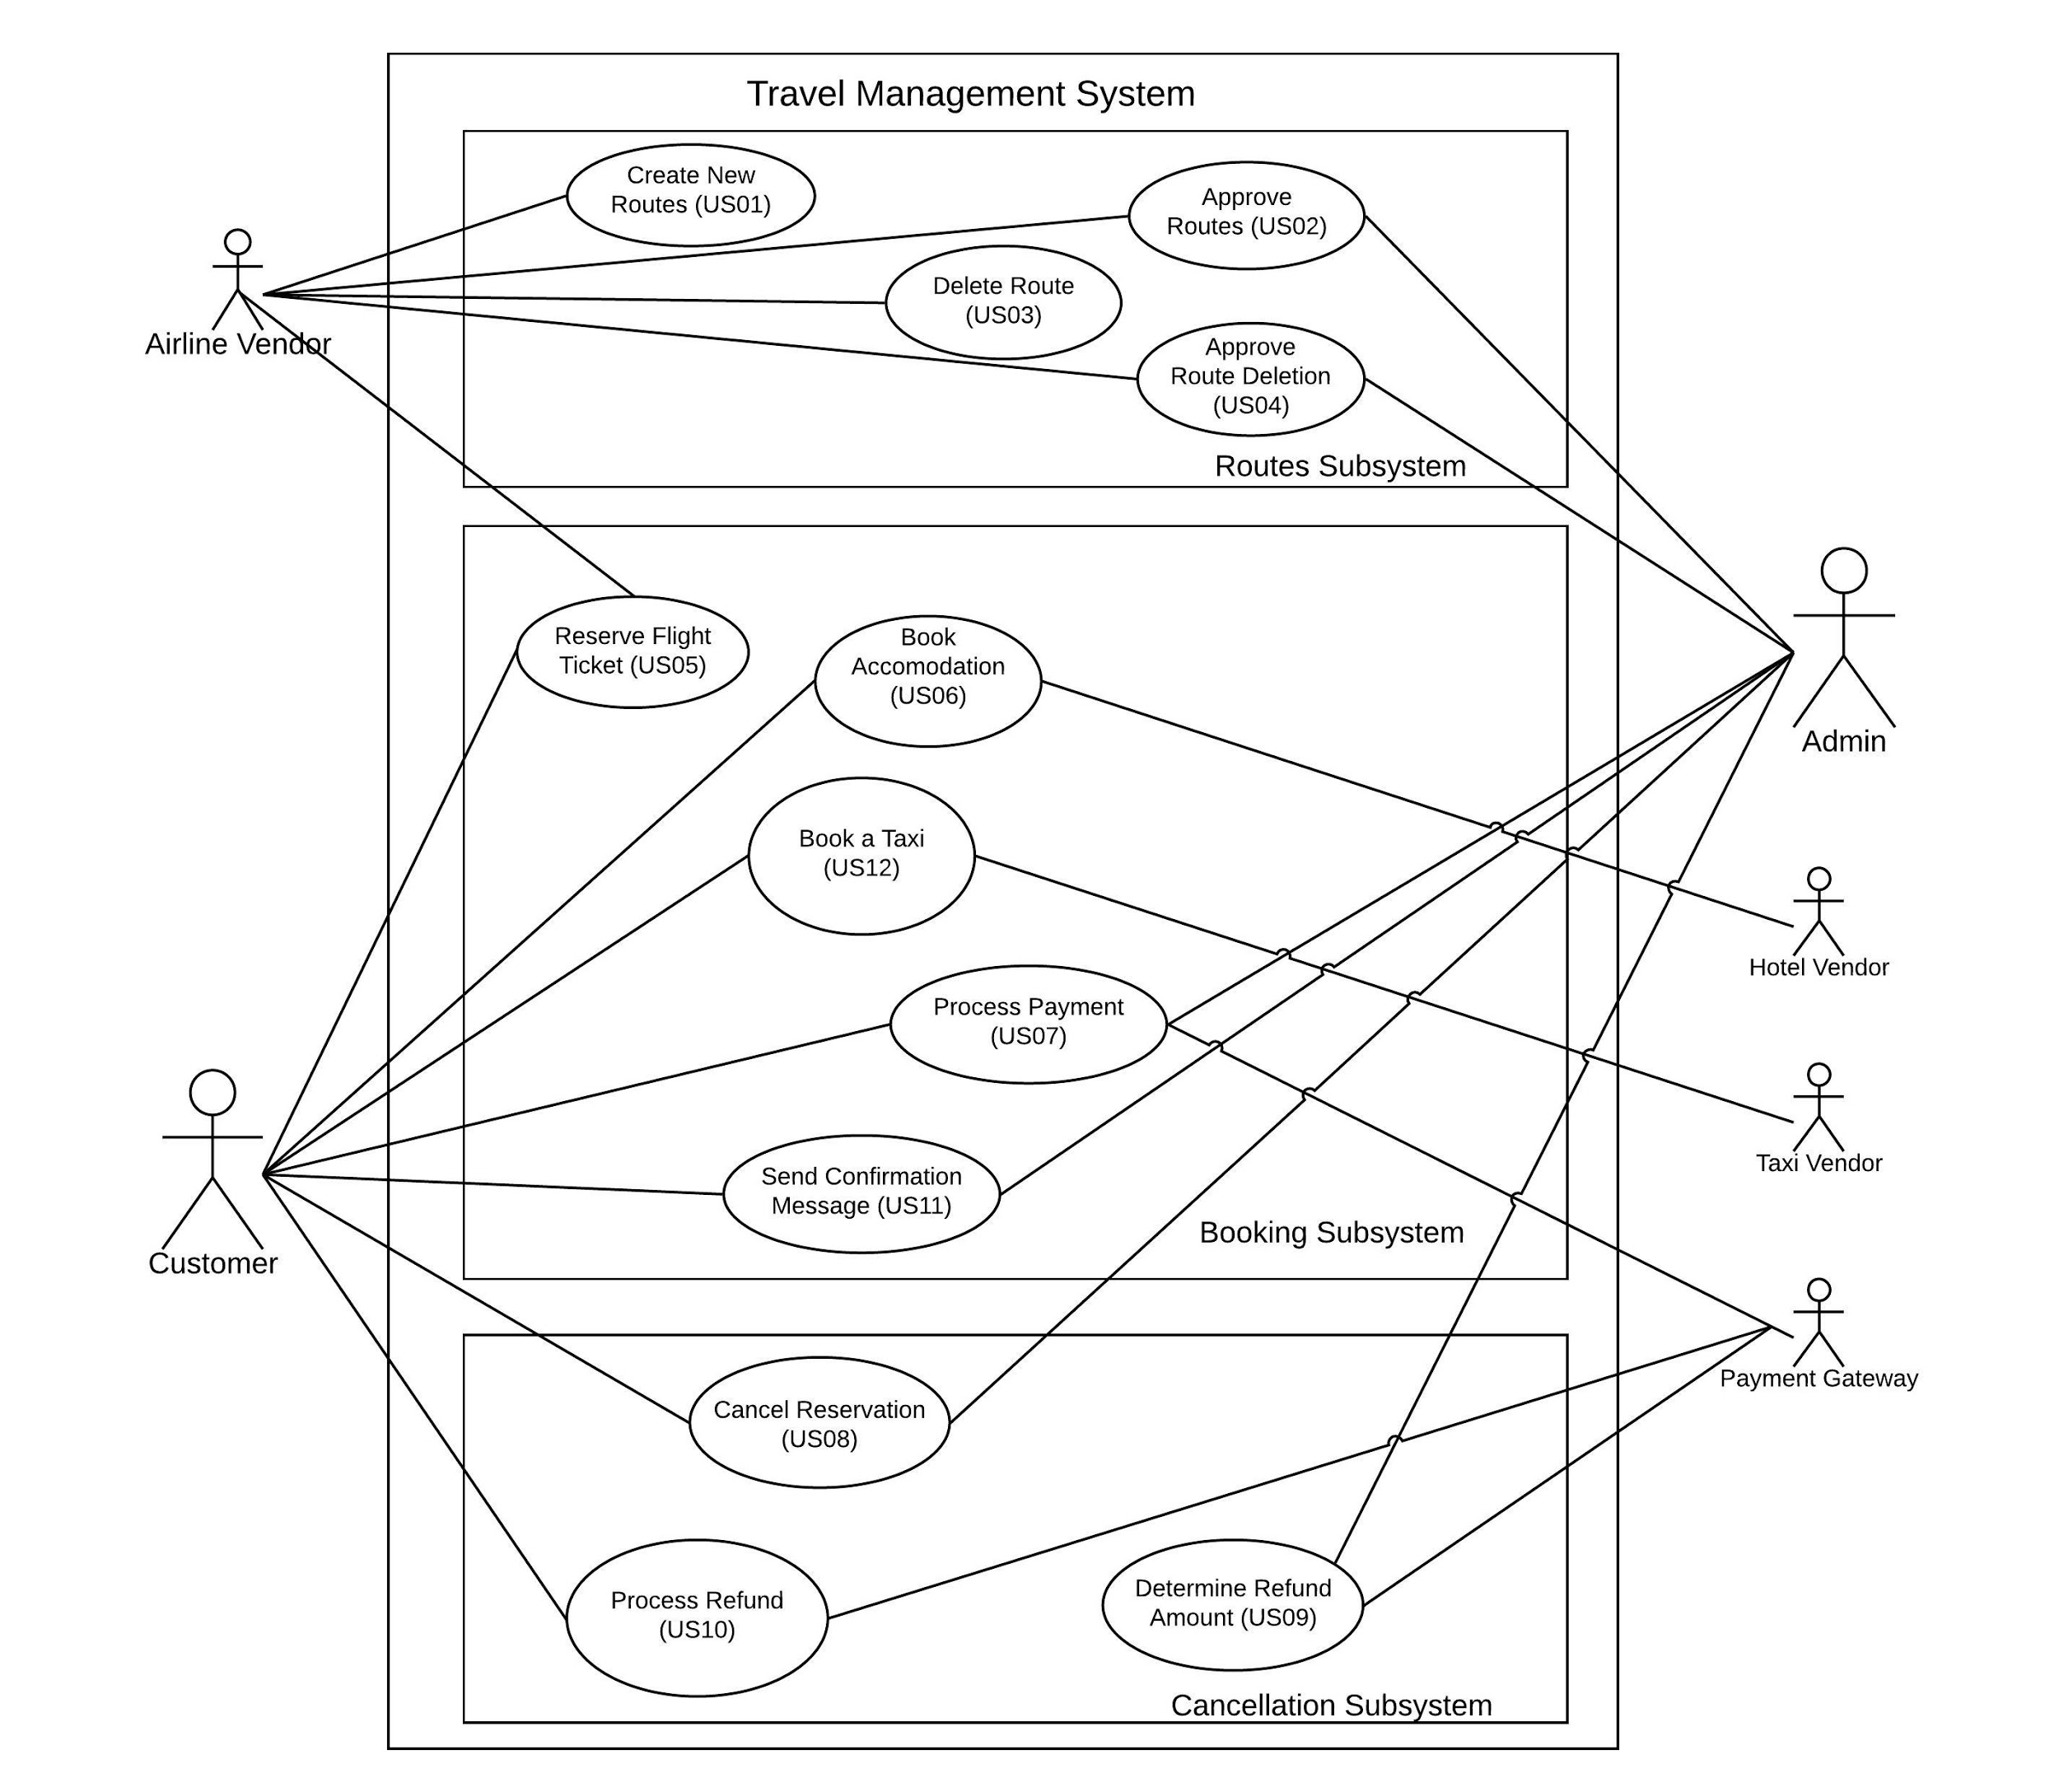 Travel Management System
Create New
Routes (US01)
Approve
Routes (US02)
Delete Route
(US03)
Airline Vendor
Approve
Route Deletion
(US04)
Routes Subsystem
Reserve Flight
Ticket (US05)
Book
Accomodation
(US06)
Admin
Book a Taxi
(US12)
Hotel Vendor
Process Payment
(US07)
Taxi Vendor
Send Confirmation
Message (US11)
Booking Subsystem
Customer
Payment Gateway
Cancel Reservation
(US08)
Process Refund
(US10)
Determine Refund
Amount (US09)
Cancellation Subsystem